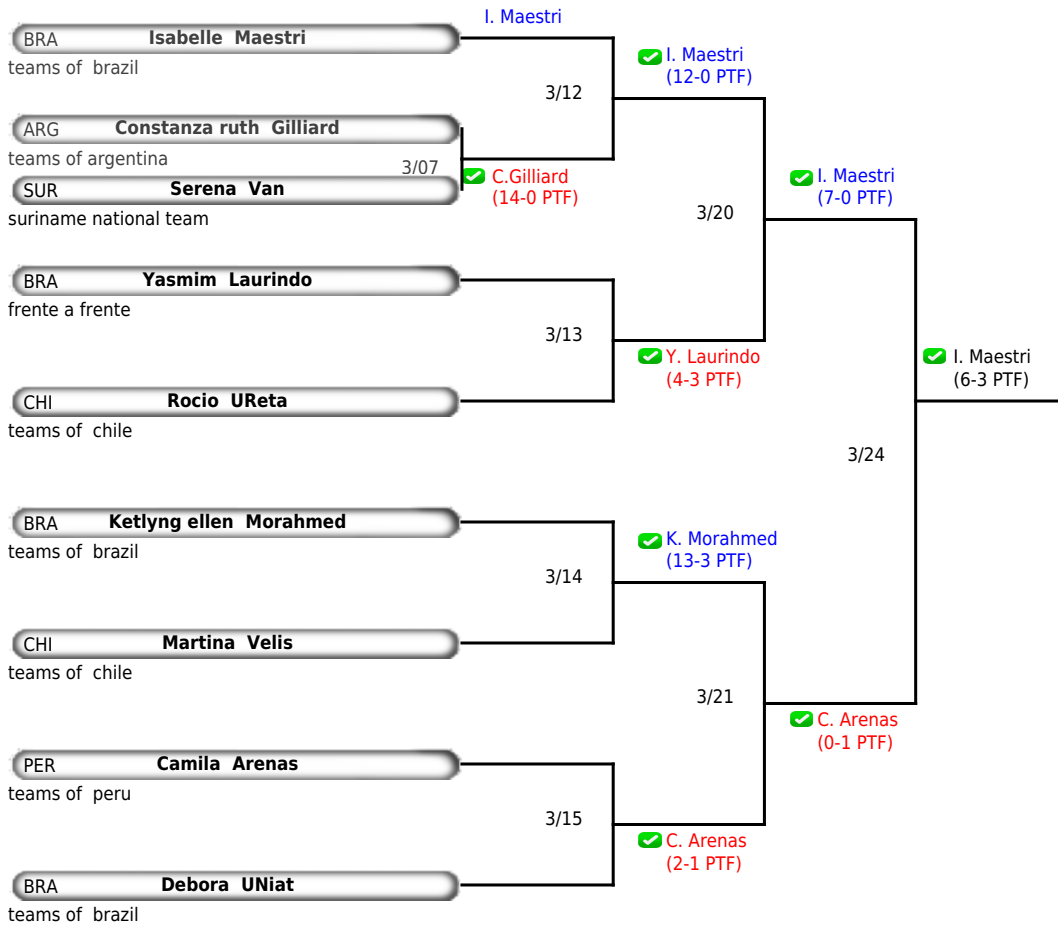 I. Maestri
BRA Isabelle Maestri
teams of brazil
I. Maestri
(12-0 PTF)
3/12
ARG Constanza ruth Gilliard
teams of argentina
3/07
C.Gilliard
(14-0 PTF)
SUR Serena Van
suriname national team
I. Maestri
(7-0 PTF)
3/20
BRA Yasmim Laurindo
frente a frente
3/13
Y. Laurindo
(4-3 PTF)
I. Maestri
(6-3 PTF)
CHI Rocio UReta
teams of chile
3/24
BRA Ketlyng ellen Morahmed
teams of brazil
K. Morahmed
(13-3 PTF)
3/14
CHI Martina Velis
teams of chile
3/21
C. Arenas
(0-1 PTF)
PER Camila Arenas
teams of peru
3/15
C. Arenas
(2-1 PTF)
BRA Debora UNiat
teams of brazil